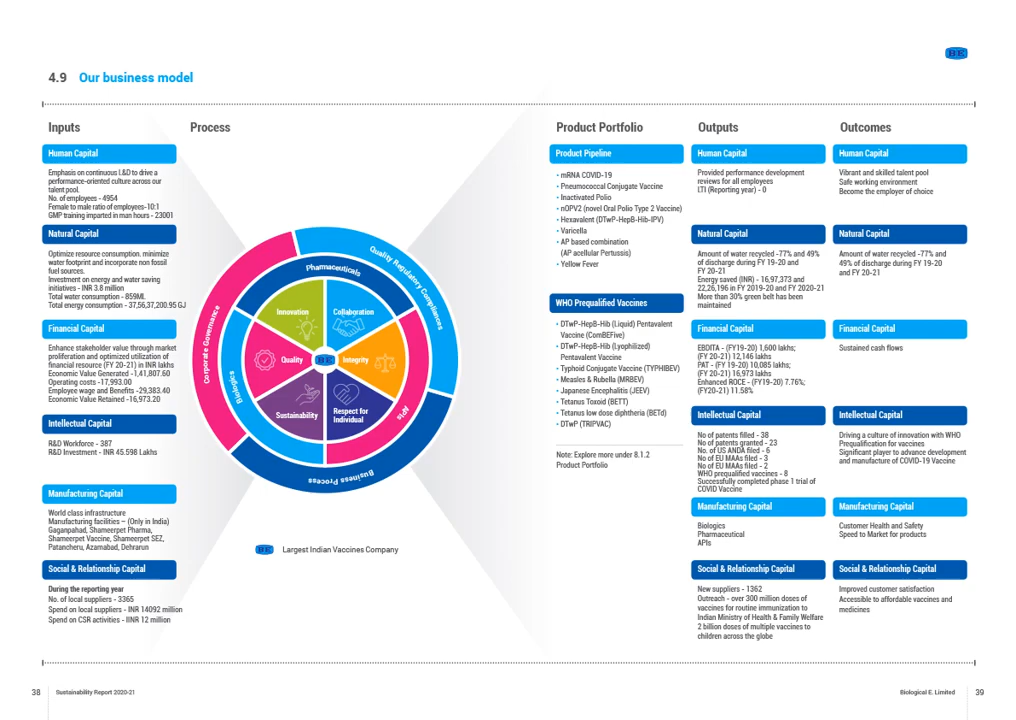 BE
4.9 Our business model
Inputs
Human Capital
Emphasis on continuous L&D to drive a
performance-oriented culture across our
talent pool.
No. of employees - 4954
Female to male ratio of employees-10:1
GMP training imparted in man hours - 23001
Natural Capital
Optimize resource consumption. minimize
water footprint and incorporate non fossil
fuel sources.
Investment on energy and water saving
initiatives - INR 3.8 million
Total water consumption - 859Ml.
Total energy consumption - 37,56,37,200.95 GJ
Financial Capital
Enhance stakeholder value through market
proliferation and optimized utilization of
financial resource (FY 20-21) in INR lakhs
Economic Value Generated -1,41,807.60
Operating costs -17,993.00
Employee wage and Benefits -29,383.40
Economic Value Retained -16,973.20
Intellectual Capital
R&D Workforce - 387
R&D Investment - INR 45.598 Lakhs
Manufacturing Capital
World class infrastructure
Manufacturing facilities – (Only in India)
Gaganpahad, Shameerpet Pharma,
Shameerpet Vaccine, Shameerpet SEZ,
Patancheru, Azamabad, Dehrarun
Social & Relationship Capital
During the reporting year
No. of local suppliers - 3365
Spend on local suppliers - INR 14092 million
Spend on CSR activities - IINR 12 million
Process
Corporate Governance
Quality Regulatory Compliances
Business Process
Pharmaceuticals
Biologics
APIs
Innovation
Collaboration
Quality
BE
Integrity
Sustainability
Respect for
Individual
BE Largest Indian Vaccines Company
Product Portfolio
Product Pipeline
• mRNA COVID-19
• Pneumococcal Conjugate Vaccine
• Inactivated Polio
• nOPV2 (novel Oral Polio Type 2 Vaccine)
• Hexavalent (DTwP-HepB-Hib-IPV)
• Varicella
• AP based combination
(AP acellular Pertussis)
• Yellow Fever
WHO Prequalified Vaccines
• DTwP-HepB-Hib (Liquid) Pentavalent
Vaccine (ComBEFive)
• DTwP-HepB-Hib (Lyophilized)
Pentavalent Vaccine
• Typhoid Conjugate Vaccine (TYPHIBEV)
• Measles & Rubella (MRBEV)
• Japanese Encephalitis (JEEV)
• Tetanus Toxoid (BETT)
• Tetanus low dose diphtheria (BETd)
• DTwP (TRIPVAC)
Note: Explore more under 8.1.2
Product Portfolio
Outputs
Human Capital
Provided performance development
reviews for all employees
LTI (Reporting year) - 0
Natural Capital
Amount of water recycled -77% and 49%
of discharge during FY 19-20 and
FY 20-21
Energy saved (INR) - 16,97,373 and
22,26,196 in FY 2019-20 and FY 2020-21
More than 30% green belt has been
maintained
Financial Capital
EBDITA - (FY19-20) 1,600 lakhs;
(FY 20-21) 12,146 lakhs
PAT - (FY 19-20) 10,085 lakhs;
(FY 20-21) 16,973 lakhs
Enhanced ROCE - (FY19-20) 7.76%;
(FY20-21) 11.58%
Intellectual Capital
No of patents filed - 38
No of patents granted - 23
No. of US ANDA filed - 6
No of EU MAAs filed - 3
No of EU MAAs filed - 2
WHO prequalified vaccines - 8
Successfully completed phase 1 trial of
COVID Vaccine
Manufacturing Capital
Biologics
Pharmaceutical
APIs
Social & Relationship Capital
New suppliers - 1362
Outreach - over 300 million doses of
vaccines for routine immunization to
Indian Ministry of Health & Family Welfare
2 billion doses of multiple vaccines to
children across the globe
Outcomes
Human Capital
Vibrant and skilled talent pool
Safe working environment
Become the employer of choice
Natural Capital
Amount of water recycled -77% and
49% of discharge during FY 19-20
and FY 20-21
Financial Capital
Sustained cash flows
Intellectual Capital
Driving a culture of innovation with WHO
Prequalification for vaccines
Significant player to advance development
and manufacture of COVID-19 Vaccine
Manufacturing Capital
Customer Health and Safety
Speed to Market for products
Social & Relationship Capital
Improved customer satisfaction
Accessible to affordable vaccines and
medicines
38 Sustainability Report 2020-21
Biological E. Limited 39